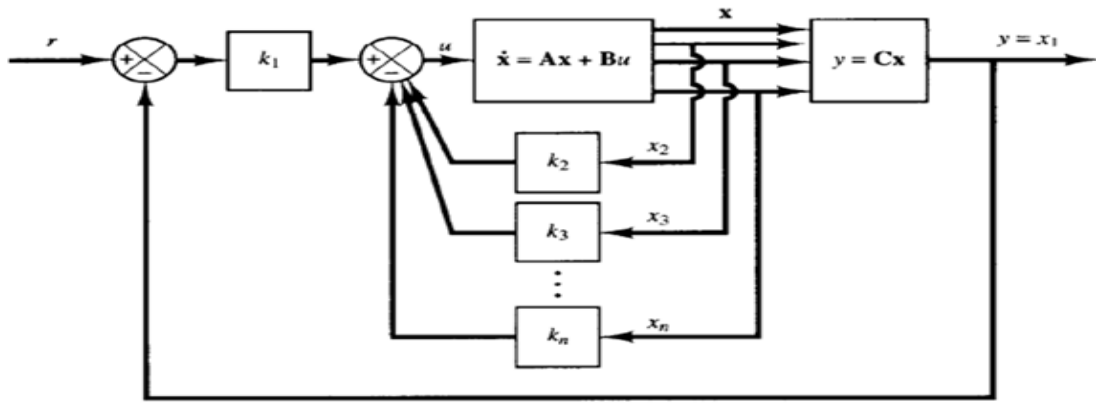 r
+
−
k₁
+
−
u
ẋ = Ax + Bu
x
y = Cx
y = x₁
k₂
x₂
k₃
x₃
⋮
kₙ
xₙ